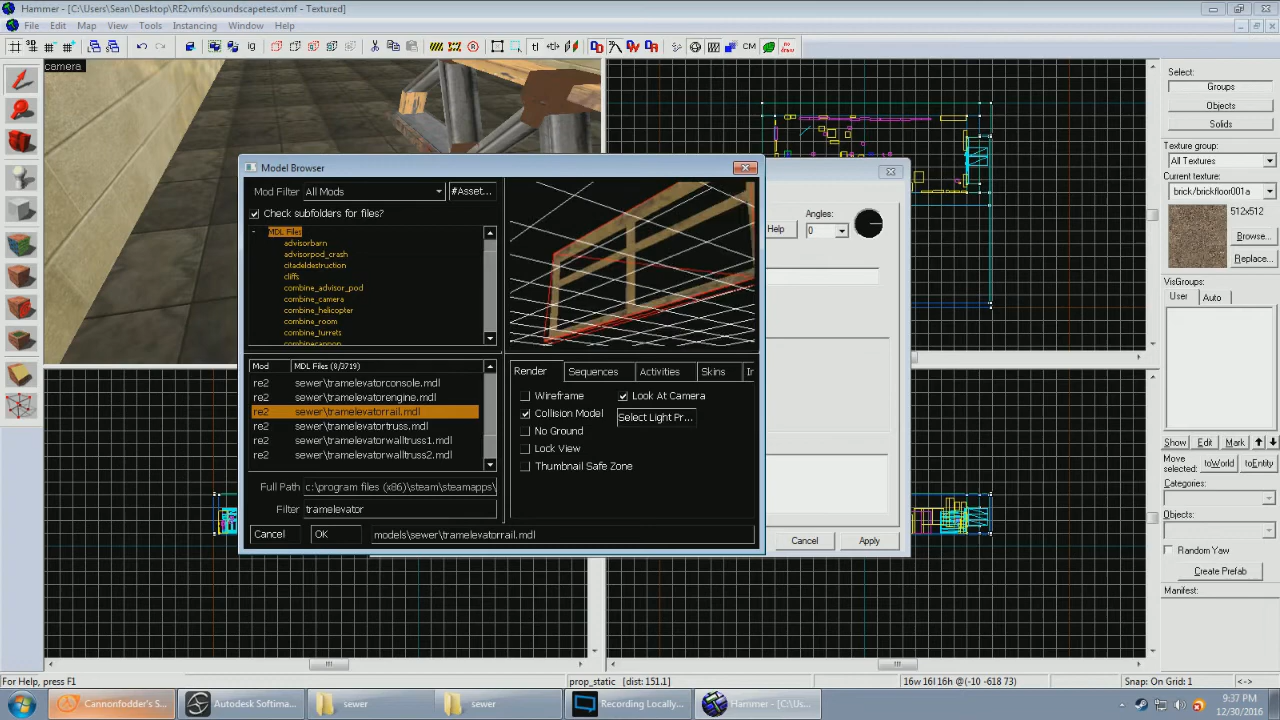 Hammer - [C:\Users\Sean\Desktop\RE2vmfs\soundscapetest.vmf - Textured]
File Edit Map View Tools Instancing Window Help
camera
Model Browser
Mod Filter All Mods #Asset...
Check subfolders for files?
MDL Files
advisorbarn
advisorpod_crash
citadeldestruction
cliffs
combine_advisor_pod
combine_camera
combine_helicopter
combine_room
combine_turrets
combinecannon
Mod MDL Files (8/3719)
re2 sewer\tramelevatorconsole.mdl
re2 sewer\tramelevatorengine.mdl
re2 sewer\tramelevatorrail.mdl
re2 sewer\tramelevatortruss.mdl
re2 sewer\tramelevatorwalltruss1.mdl
re2 sewer\tramelevatorwalltruss2.mdl
Full Path c:\program files (x86)\steam\steamapps\
Filter tramelevator
Cancel OK models\sewer\tramelevatorrail.mdl
Render Sequences Activities Skins In
Wireframe Look At Camera
Collision Model Select Light Pr...
No Ground
Lock View
Thumbnail Safe Zone
Help Angles:
0
Cancel Apply
Select:
Groups
Objects
Solids
Texture group:
All Textures
Current texture:
brick/brickfloor001a
512x512
Browse...
Replace...
VisGroups:
User Auto
Show Edit Mark
Move selected: toWorld toEntity
Categories:
Objects:
Random Yaw
Create Prefab
Manifest:
For Help, press F1 prop_static [dist: 151.1] 16w 16l 16h @(-10 -618 73) Snap: On Grid: 1 <->
Cannonfodder's S... Autodesk Softima... sewer sewer Recording Locally... Hammer - [C:\Us... 9:37 PM
12/30/2016